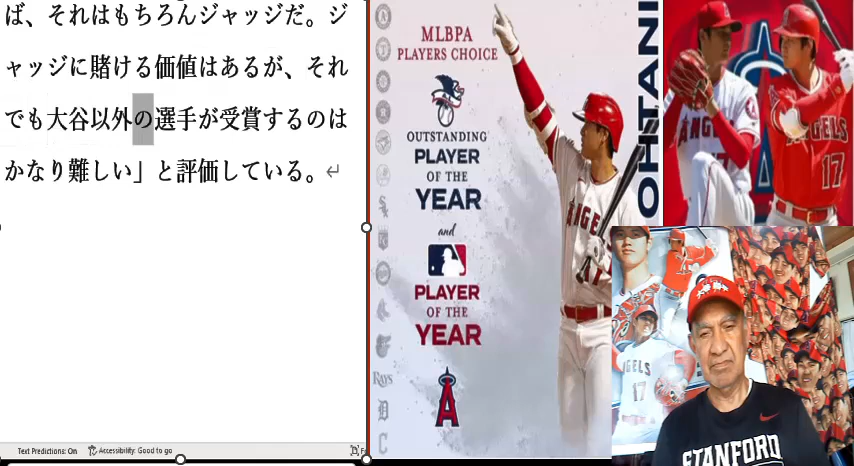 ば、それはもちろんジャッジだ。ジ
ャッジに賭ける価値はあるが、それ
でも大谷以外の選手が受賞するのは
かなり難しい」と評価している。
Text Predictions: On
Accessibility: Good to go
MLBPA
PLAYERS CHOICE
OUTSTANDING
PLAYER
OF THE
YEAR
and
PLAYER
OF THE
YEAR
RAYS
OHTANI
ANGELS
17
ANGELS
17
STANFORD